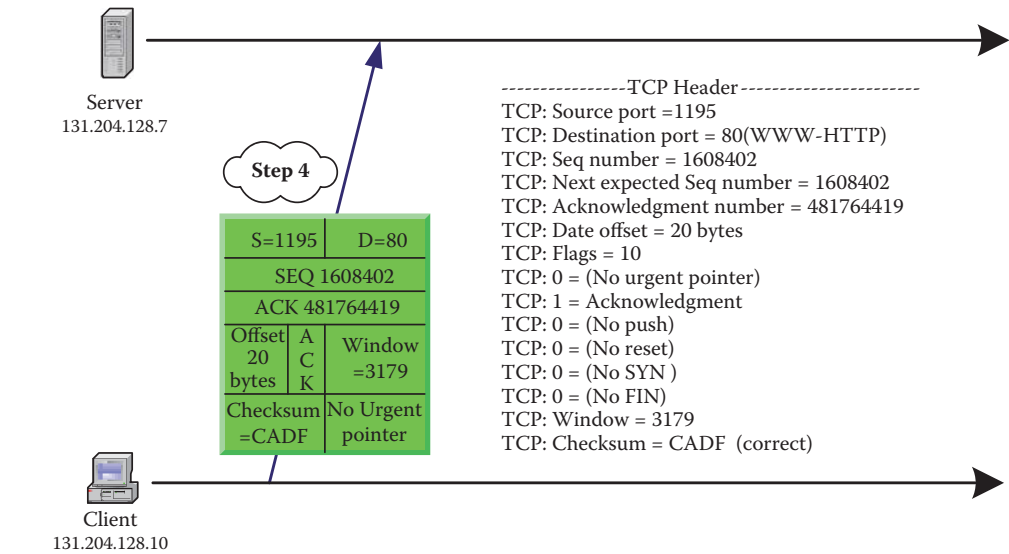 Server
131.204.128.7
Step 4
S=1195 D=80
SEQ 1608402
ACK 481764419
Offset
20
bytes
A
C
K
Window
=3179
Checksum
=CADF
No Urgent
pointer
Client
131.204.128.10
----------------TCP Header-----------------------
TCP: Source port =1195
TCP: Destination port = 80(WWW-HTTP)
TCP: Seq number = 1608402
TCP: Next expected Seq number = 1608402
TCP: Acknowledgment number = 481764419
TCP: Date offset = 20 bytes
TCP: Flags = 10
TCP: 0 = (No urgent pointer)
TCP: 1 = Acknowledgment
TCP: 0 = (No push)
TCP: 0 = (No reset)
TCP: 0 = (No SYN )
TCP: 0 = (No FIN)
TCP: Window = 3179
TCP: Checksum = CADF (correct)